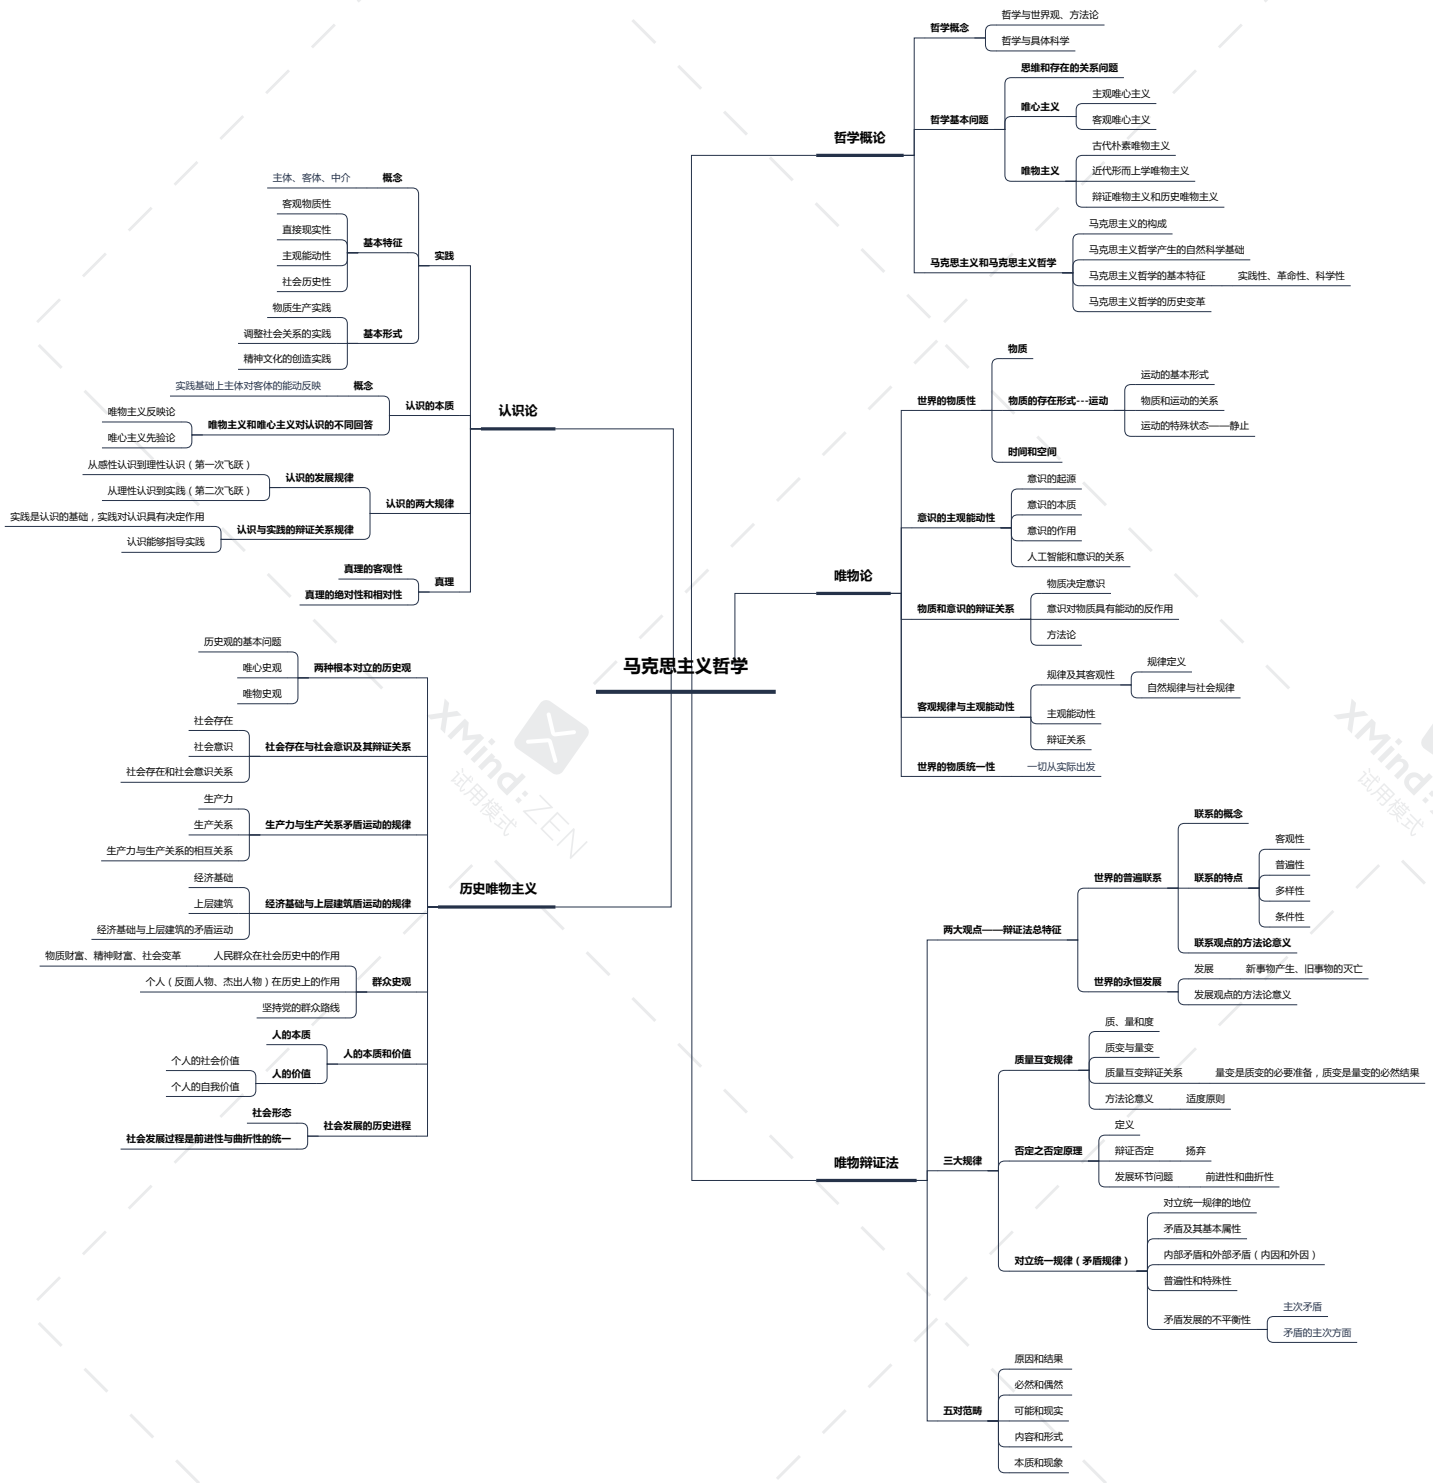 马克思主义哲学
哲学概论
哲学概念
哲学与世界观、方法论
哲学与具体科学
哲学基本问题
思维和存在的关系问题
唯心主义
主观唯心主义
客观唯心主义
唯物主义
古代朴素唯物主义
近代形而上学唯物主义
辩证唯物主义和历史唯物主义
马克思主义和马克思主义哲学
马克思主义的构成
马克思主义哲学产生的自然科学基础
马克思主义哲学的基本特征
实践性、革命性、科学性
马克思主义哲学的历史变革
唯物论
世界的物质性
物质
物质的存在形式---运动
运动的基本形式
物质和运动的关系
运动的特殊状态——静止
时间和空间
意识的主观能动性
意识的起源
意识的本质
意识的作用
人工智能和意识的关系
物质和意识的辩证关系
物质决定意识
意识对物质具有能动的反作用
方法论
客观规律与主观能动性
规律及其客观性
规律定义
自然规律与社会规律
主观能动性
辩证关系
世界的物质统一性
一切从实际出发
唯物辩证法
两大观点——辩证法总特征
世界的普遍联系
联系的概念
联系的特点
客观性
普遍性
多样性
条件性
联系观点的方法论意义
世界的永恒发展
发展
新事物产生、旧事物的灭亡
发展观点的方法论意义
三大规律
质量互变规律
质、量和度
质变与量变
质量互变辩证关系
量变是质变的必要准备，质变是量变的必然结果
方法论意义
适度原则
否定之否定原理
定义
辩证否定
扬弃
发展环节问题
前进性和曲折性
对立统一规律（矛盾规律）
对立统一规律的地位
矛盾及其基本属性
内部矛盾和外部矛盾（内因和外因）
普遍性和特殊性
矛盾发展的不平衡性
主次矛盾
矛盾的主次方面
五对范畴
原因和结果
必然和偶然
可能和现实
内容和形式
本质和现象
认识论
实践
概念
主体、客体、中介
基本特征
客观物质性
直接现实性
主观能动性
社会历史性
基本形式
物质生产实践
调整社会关系的实践
精神文化的创造实践
认识的本质
概念
实践基础上主体对客体的能动反映
唯物主义和唯心主义对认识的不同回答
唯物主义反映论
唯心主义先验论
认识的两大规律
认识的发展规律
从感性认识到理性认识（第一次飞跃）
从理性认识到实践（第二次飞跃）
认识与实践的辩证关系规律
实践是认识的基础，实践对认识具有决定作用
认识能够指导实践
真理
真理的客观性
真理的绝对性和相对性
历史唯物主义
两种根本对立的历史观
历史观的基本问题
唯心史观
唯物史观
社会存在与社会意识及其辩证关系
社会存在
社会意识
社会存在和社会意识关系
生产力与生产关系矛盾运动的规律
生产力
生产关系
生产力与生产关系的相互关系
经济基础与上层建筑盾运动的规律
经济基础
上层建筑
经济基础与上层建筑的矛盾运动
群众史观
人民群众在社会历史中的作用
物质财富、精神财富、社会变革
个人（反面人物、杰出人物）在历史上的作用
坚持党的群众路线
人的本质和价值
人的本质
人的价值
个人的社会价值
个人的自我价值
社会发展的历史进程
社会形态
社会发展过程是前进性与曲折性的统一
XMind:ZEN
试用模式
XMind:
试用模式